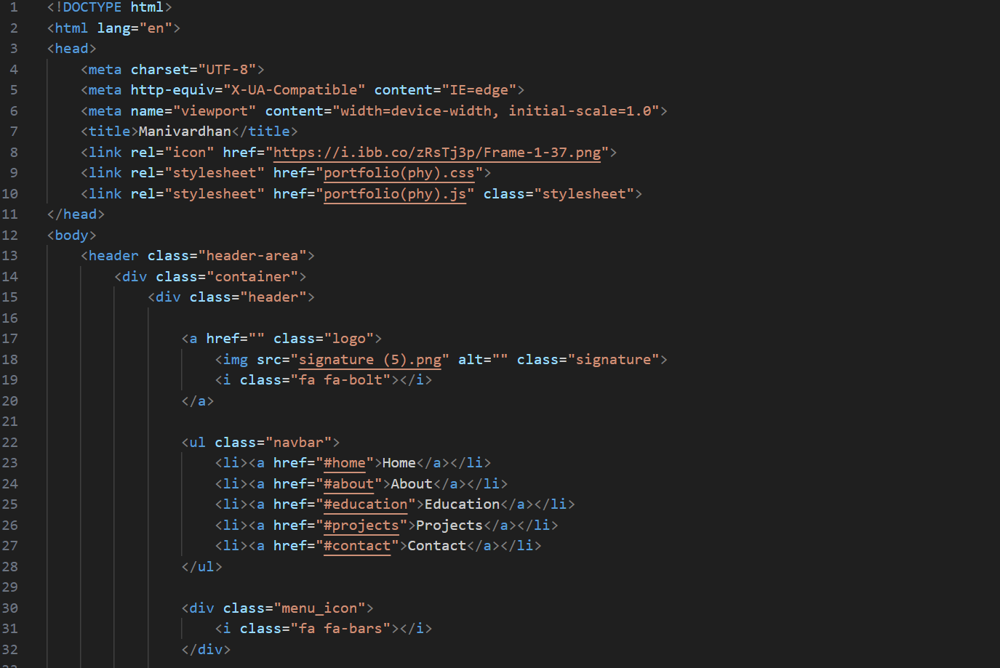 1 <!DOCTYPE html>
2 <html lang="en">
3 <head>
4     <meta charset="UTF-8">
5     <meta http-equiv="X-UA-Compatible" content="IE=edge">
6     <meta name="viewport" content="width=device-width, initial-scale=1.0">
7     <title>Manivardhan</title>
8     <link rel="icon" href="https://i.ibb.co/zRsTj3p/Frame-1-37.png">
9     <link rel="stylesheet" href="portfolio(phy).css">
10     <link rel="stylesheet" href="portfolio(phy).js" class="stylesheet">
11 </head>
12 <body>
13     <header class="header-area">
14         <div class="container">
15             <div class="header">
16
17                 <a href="" class="logo">
18                     <img src="signature (5).png" alt="" class="signature">
19                     <i class="fa fa-bolt"></i>
20                 </a>
21
22                 <ul class="navbar">
23                     <li><a href="#home">Home</a></li>
24                     <li><a href="#about">About</a></li>
25                     <li><a href="#education">Education</a></li>
26                     <li><a href="#projects">Projects</a></li>
27                     <li><a href="#contact">Contact</a></li>
28                 </ul>
29
30                 <div class="menu_icon">
31                     <i class="fa fa-bars"></i>
32                 </div>